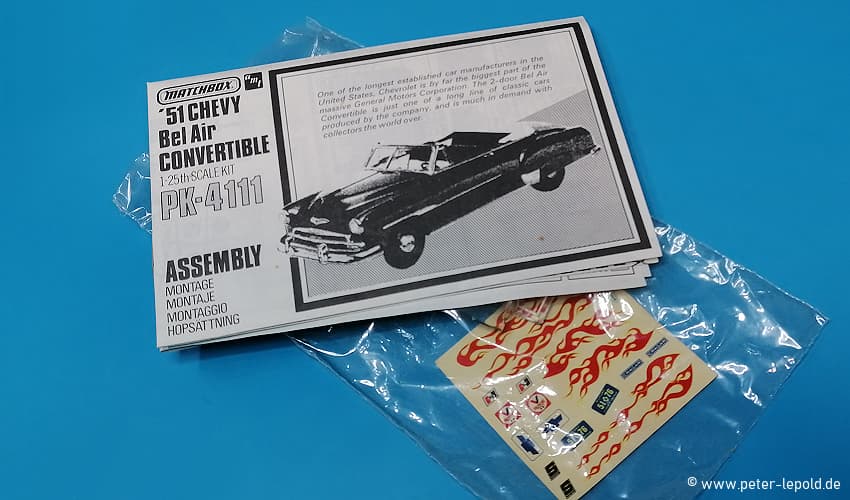 MATCHBOX
amt
'51 CHEVY
Bel Air
CONVERTIBLE
1-25th SCALE KIT
PK-4111
ASSEMBLY
MONTAGE
MONTAJE
MONTAGGIO
HOPSÄTTNING
One of the longest established car manufacturers in the
United States, Chevrolet is by far the biggest part of the
massive General Motors Corporation. The 2-door Bel Air
Convertible is just one of a long line of classic cars
produced by the company, and is much in demand with
collectors the world over.
51 76
© www.peter-lepold.de